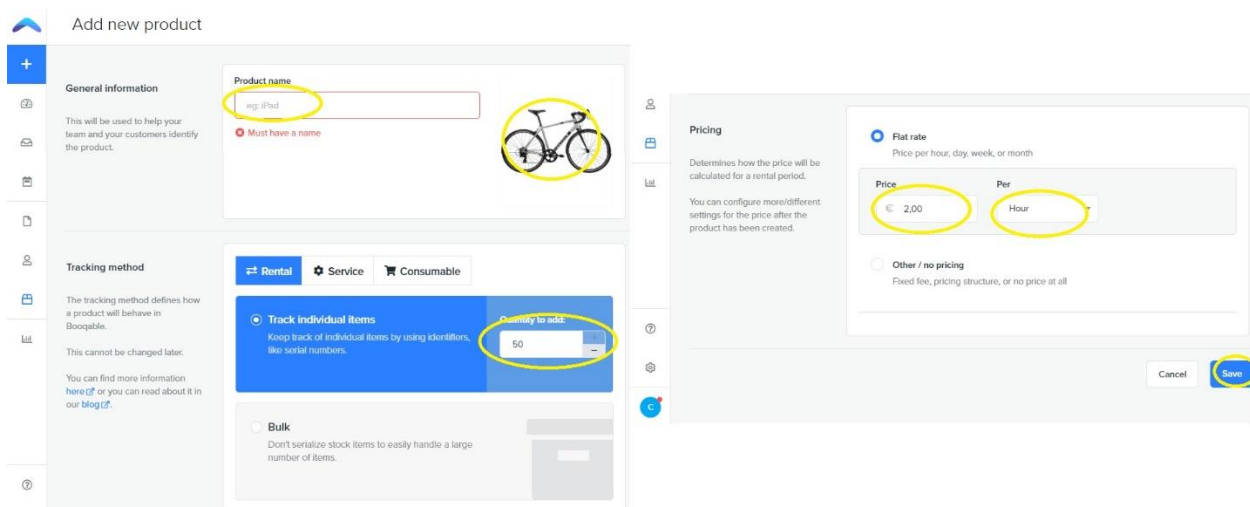 Add new product
General information
This will be used to help your
team and your customers identify
the product.
Product name
eg: iPad
Must have a name
Tracking method
The tracking method defines how
a product will behave in
Booqable.
This cannot be changed later.
You can find more information
here or you can read about it in
our blog.
Rental
Service
Consumable
Track individual items
Keep track of individual items by using identifiers,
like serial numbers.
Quantity to add:
50
Bulk
Don't serialize stock items to easily handle a large
number of items.
Pricing
Determines how the price will be
calculated for a rental period.
You can configure more/different
settings for the price after the
product has been created.
Flat rate
Price per hour, day, week, or month
Price
Per
€ 2,00
Hour
Other / no pricing
Fixed fee, pricing structure, or no price at all
Cancel
Save
C